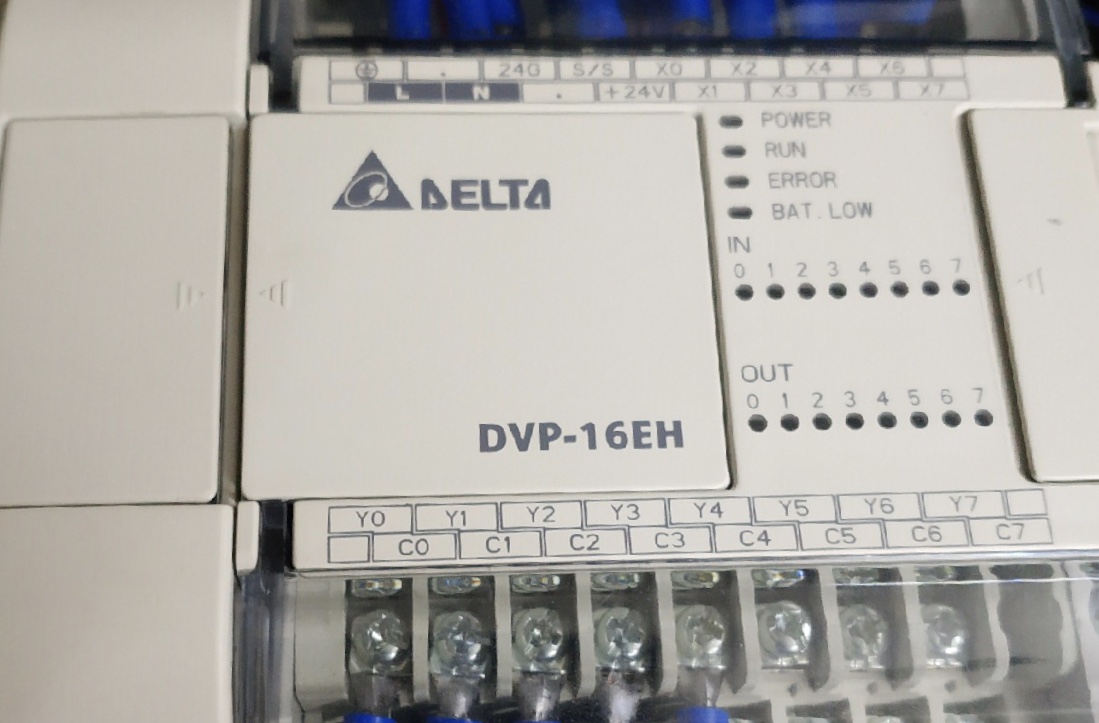 . 24G S/S X0 X2 X4 X6
L N . +24V X1 X3 X5 X7
POWER
RUN
ERROR
BAT. LOW
DELTA
IN
0 1 2 3 4 5 6 7
OUT
0 1 2 3 4 5 6 7
DVP-16EH
Y0 Y1 Y2 Y3 Y4 Y5 Y6 Y7
C0 C1 C2 C3 C4 C5 C6 C7